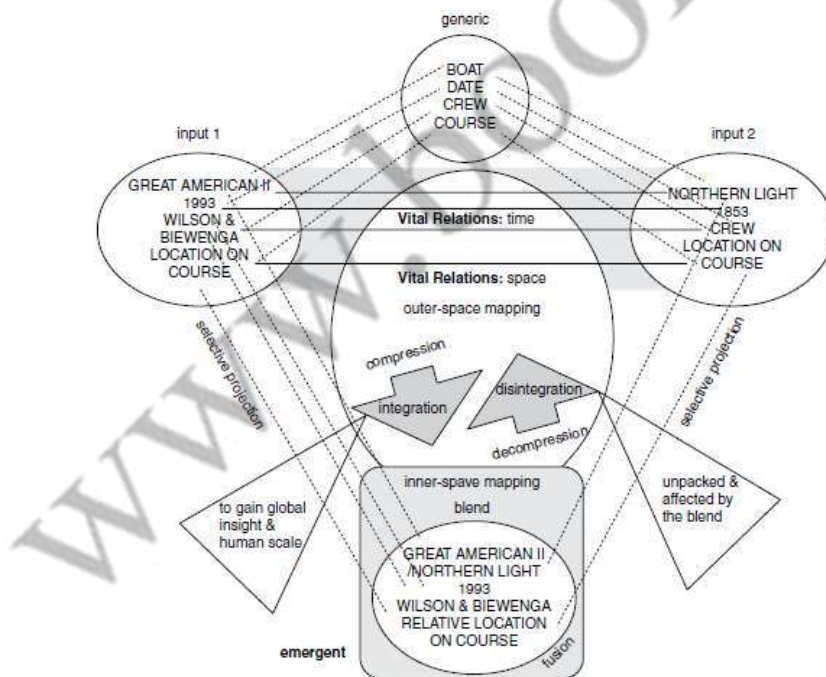 generic
BOAT
DATE
CREW
COURSE
input 1
input 2
GREAT AMERICAN II
1993
WILSON &
BIEWENGA
LOCATION ON
COURSE
NORTHERN LIGHT
1853
CREW
LOCATION ON
COURSE
Vital Relations: time
Vital Relations: space
outer-space mapping
selective projection
selective projection
compression
integration
disintegration
decompression
to gain global
insight &
human scale
unpacked &
affected by
the blend
inner-spave mapping
blend
GREAT AMERICAN II
/NORTHERN LIGHT
1993
WILSON & BIEWENGA
RELATIVE LOCATION
ON COURSE
fusion
emergent